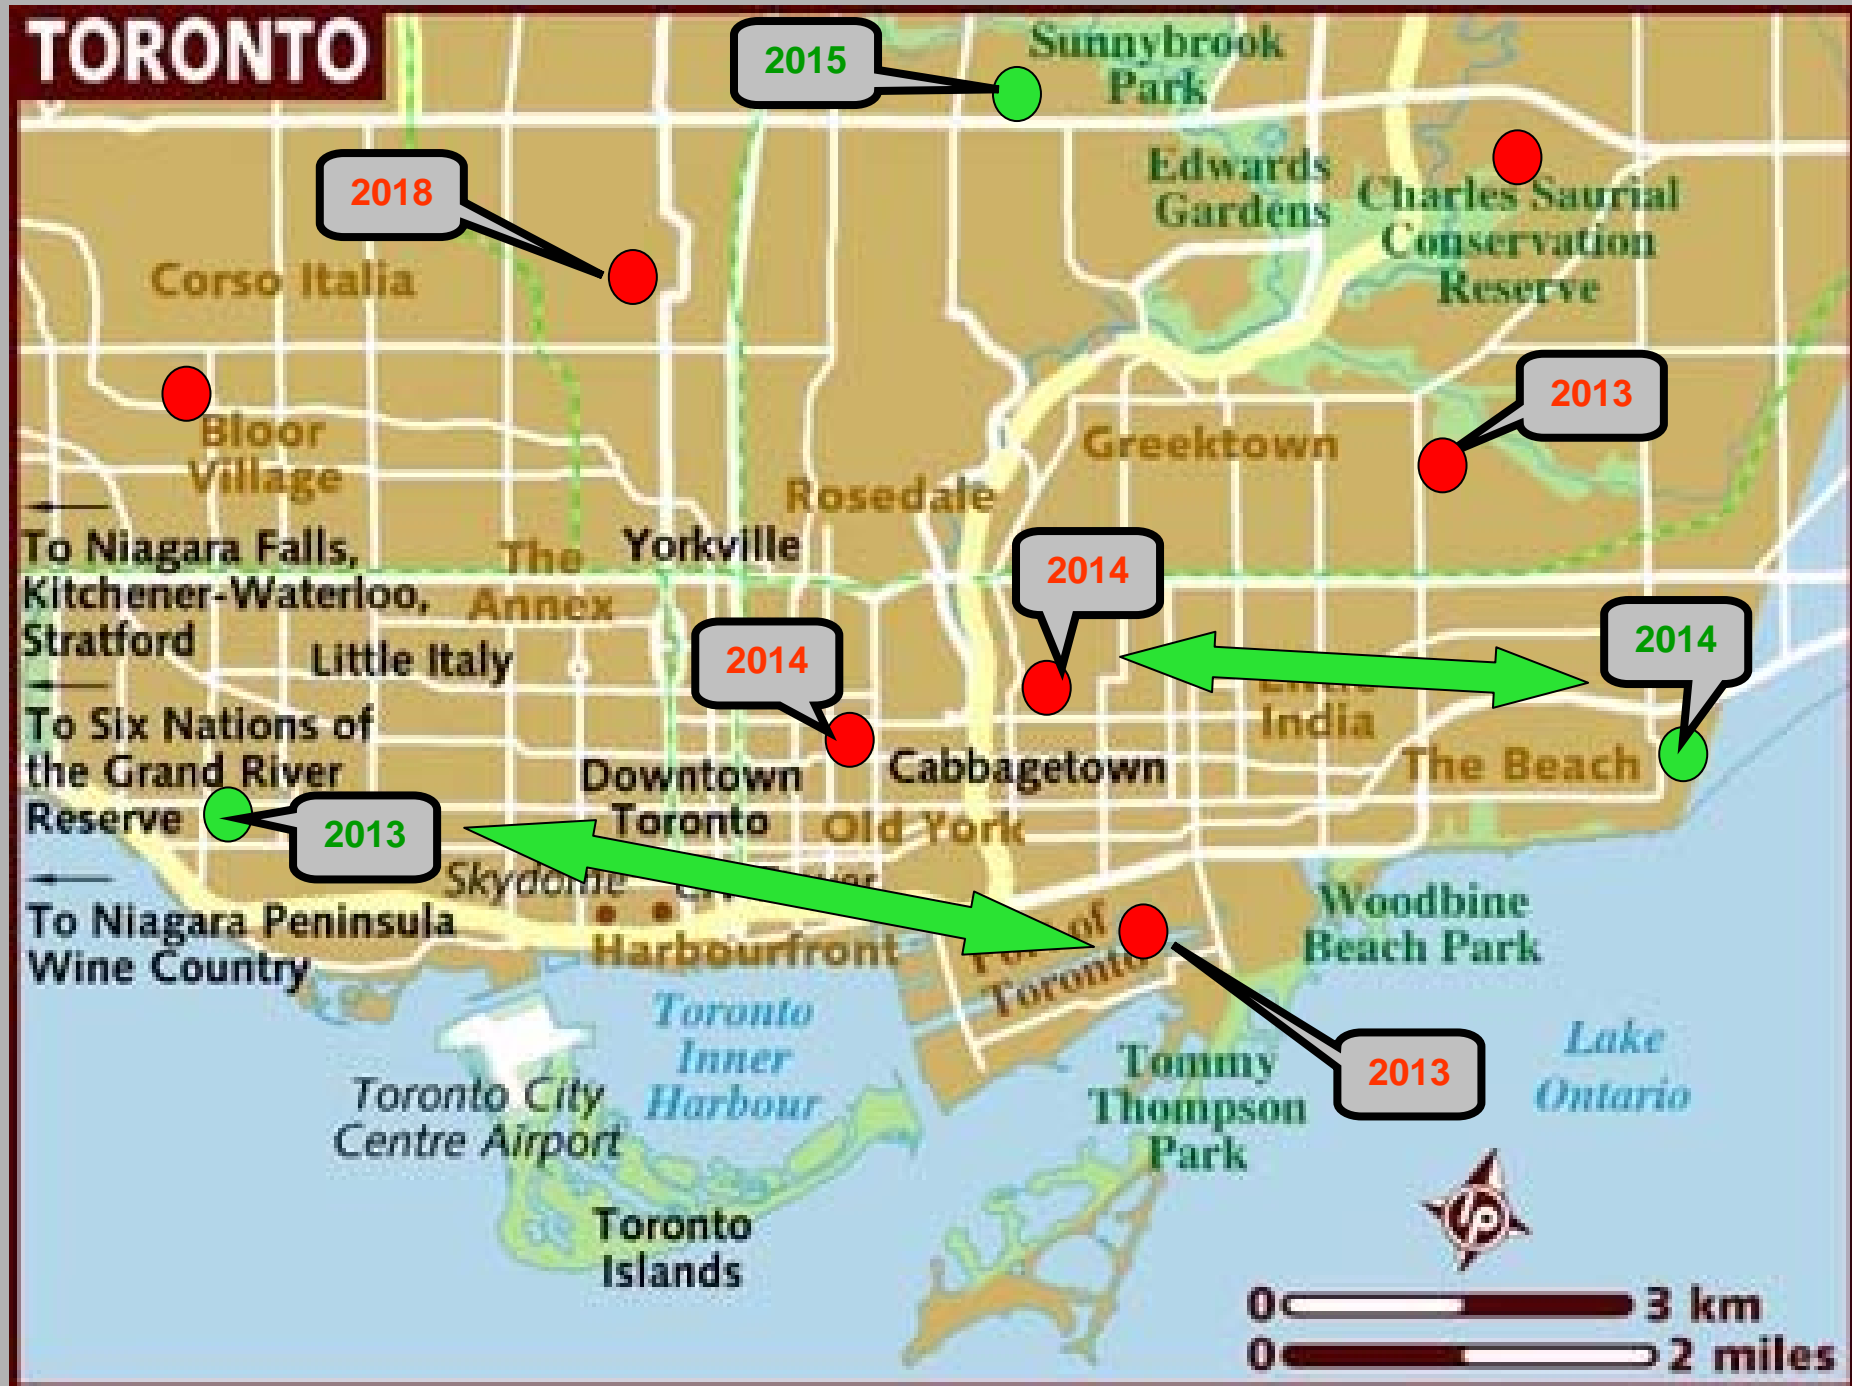 TORONTO
2015
Sunnybrook
Park
2018
Edwards
Gardens
Charles Saurial
Conservation
Reserve
Corso Italia
2013
Bloor
Village
Greektown
Rosedale
To Niagara Falls,
Kitchener-Waterloo,
Stratford
The
Annex
Yorkville
2014
2014
Little Italy
2014
India
To Six Nations of
the Grand River
Reserve
Downtown
Toronto
Cabbagetown
The Beach
2013
Old York
Skydome
To Niagara Peninsula
Wine Country
Harbourfront
of
Toronto
Woodbine
Beach Park
Toronto
Inner
Harbour
Toronto City
Centre Airport
Tommy
Thompson
Park
2013
Lake
Ontario
Toronto
Islands
0 3 km
0 2 miles